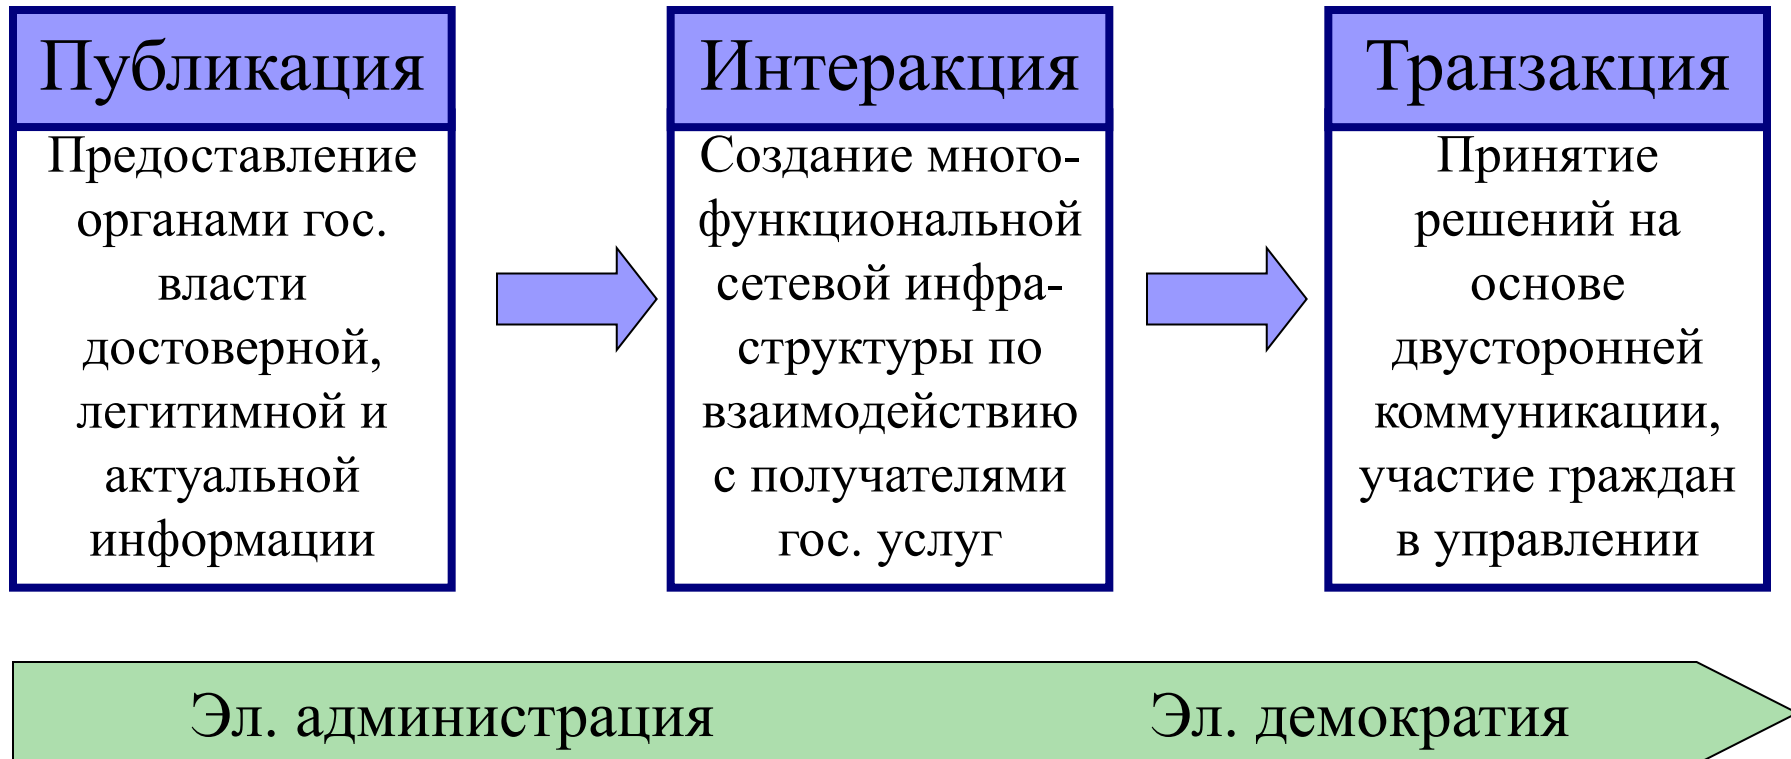 Публикация
Предоставление
органами гос.
власти
достоверной,
легитимной и
актуальной
информации
Интеракция
Создание много-
функциональной
сетевой инфра-
структуры по
взаимодействию
с получателями
гос. услуг
Транзакция
Принятие
решений на
основе
двусторонней
коммуникации,
участие граждан
в управлении
Эл. администрация
Эл. демократия